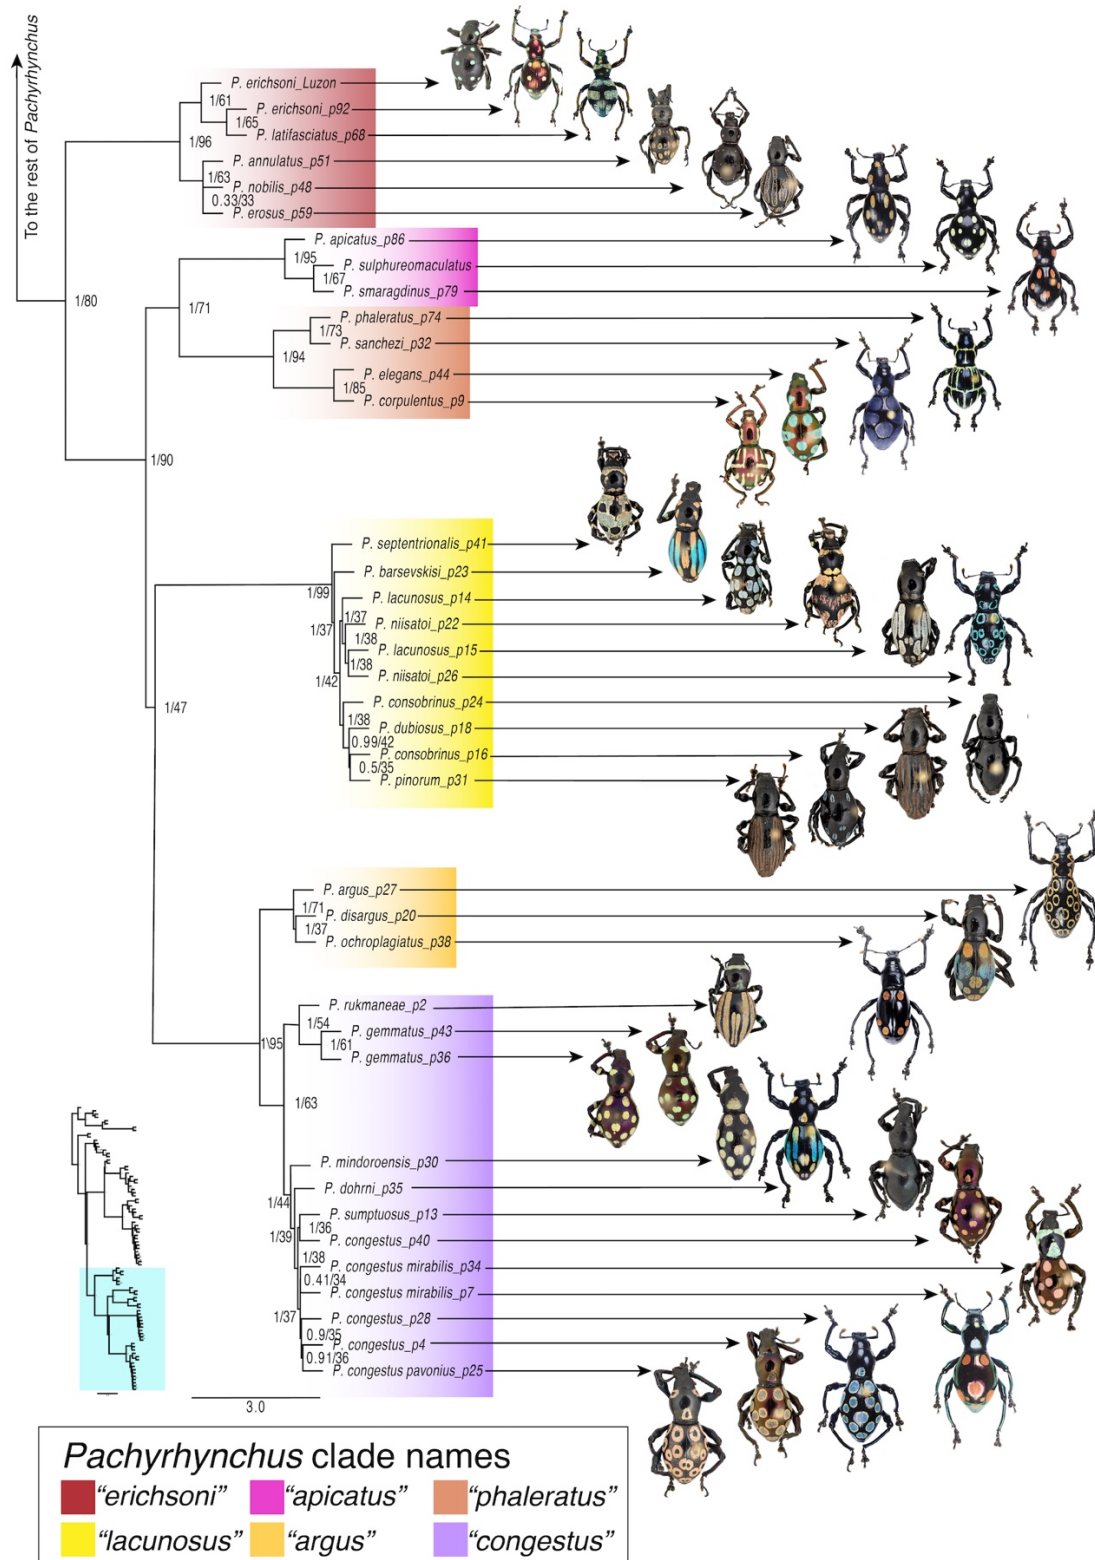 To the rest of Pachyrhynchus
P. erichsoni_Luzon
1/61
P. erichsoni_p92
1/65
P. latifasciatus_p68
1/96
P. annulatus_p51
1/63
P. nobilis_p48
0.33/33
P. erosus_p59
P. apicatus_p86
1/95
P. sulphureomaculatus
1/67
P. smaragdinus_p79
1/80
1/71
P. phaleratus_p74
1/73
P. sanchezi_p32
1/94
P. elegans_p44
1/85
P. corpulentus_p9
1/90
P. septentrionalis_p41
P. barsevskisi_p23
1/99
P. lacunosus_p14
1/37
P. niisatoi_p22
1/37
1/38
P. lacunosus_p15
1/38
P. niisatoi_p26
1/42
P. consobrinus_p24
1/47
1/38
P. dubiosus_p18
0.99/42
P. consobrinus_p16
0.5/35
P. pinorum_p31
P. argus_p27
1/71
P. disargus_p20
1/37
P. ochroplagiatus_p38
P. rukmaneae_p2
1/54
P. gemmatus_p43
1\95
1/61
P. gemmatus_p36
1/63
P. mindoroensis_p30
P. dohrni_p35
1/44
P. sumptuosus_p13
1/36
1/39
P. congestus_p40
1/38
P. congestus mirabilis_p34
0.41/34
P. congestus mirabilis_p7
1/37
P. congestus_p28
0.9/35
P. congestus_p4
0.91/36
P. congestus pavonius_p25
3.0
Pachyrhynchus clade names
"erichsoni" "apicatus" "phaleratus"
"lacunosus" "argus" "congestus"